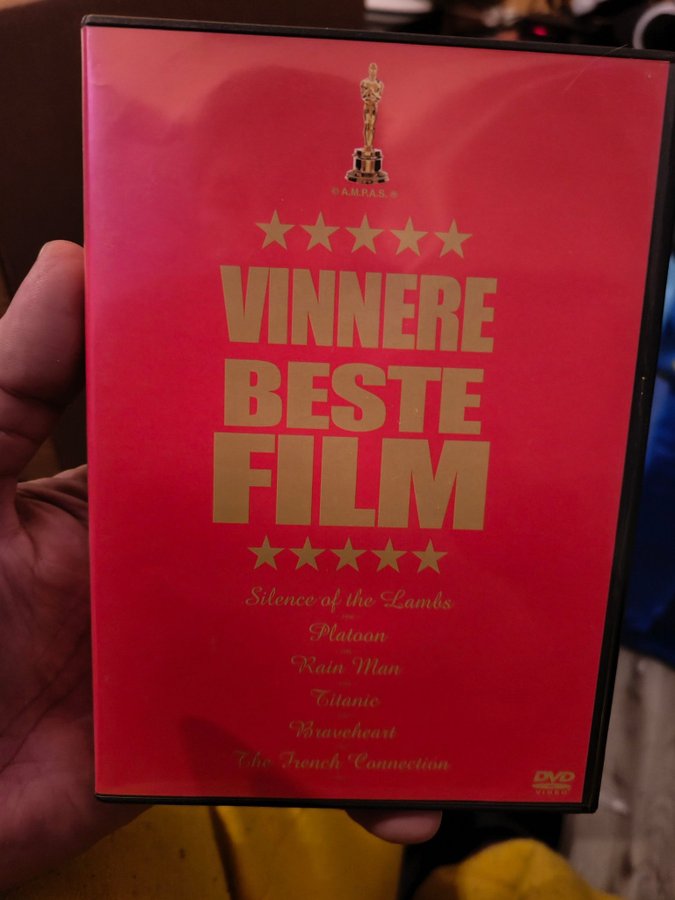 © A.M.P.A.S. ®
VINNERE
BESTE
FILM
Silence of the Lambs
Platoon
Rain Man
Titanic
Braveheart
The French Connection
DVD
VIDEO